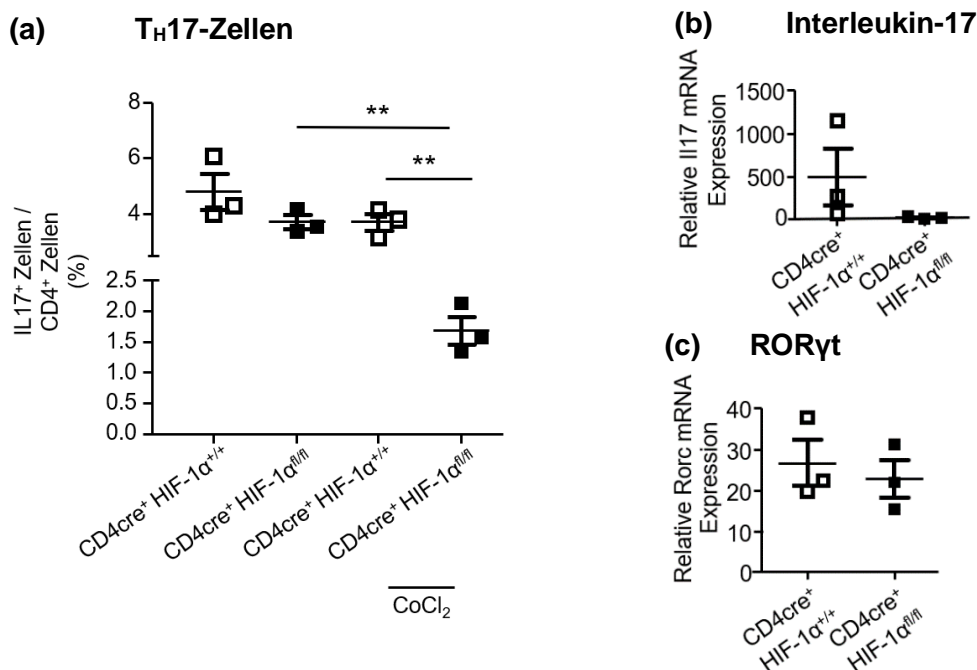 (a) TH17-Zellen
IL17⁺ Zellen /
CD4⁺ Zellen
(%)
8
6
4
2.5
2.0
1.5
1.0
0.5
0.0
**
**
CD4cre⁺ HIF-1α⁺/⁺
CD4cre⁺ HIF-1αfl/fl
CD4cre⁺ HIF-1α⁺/⁺
CD4cre⁺ HIF-1αfl/fl
CoCl₂
(b) Interleukin-17
Relative Il17 mRNA
Expression
1500
1000
500
0
CD4cre⁺
HIF-1α⁺/⁺
CD4cre⁺
HIF-1αfl/fl
(c) RORγt
Relative Rorc mRNA
Expression
40
30
20
10
0
CD4cre⁺
HIF-1α⁺/⁺
CD4cre⁺
HIF-1αfl/fl